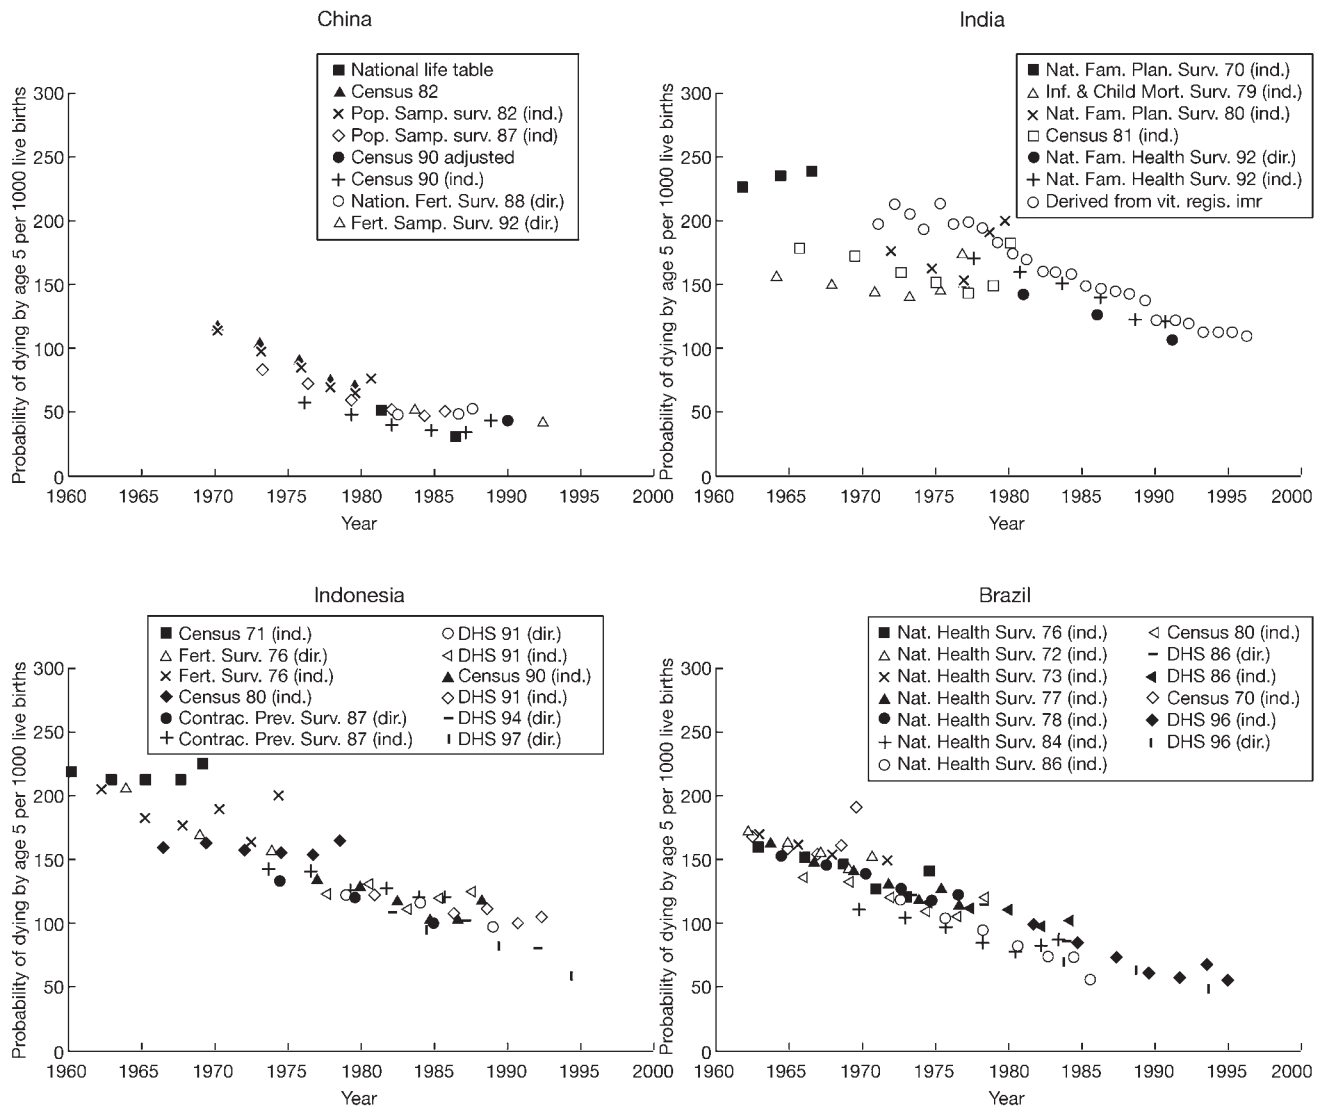 China
National life table
Census 82
Pop. Samp. surv. 82 (ind.)
Pop. Samp. surv. 87 (ind)
Census 90 adjusted
Census 90 (ind.)
Nation. Fert. Surv. 88 (dir.)
Fert. Samp. Surv. 92 (dir.)
Probability of dying by age 5 per 1000 live births
300
250
200
150
100
50
0
1960 1965 1970 1975 1980 1985 1990 1995 2000
Year
India
Nat. Fam. Plan. Surv. 70 (ind.)
Inf. & Child Mort. Surv. 79 (ind.)
Nat. Fam. Plan. Surv. 80 (ind.)
Census 81 (ind.)
Nat. Fam. Health Surv. 92 (dir.)
Nat. Fam. Health Surv. 92 (ind.)
Derived from vit. regis. imr
Probability of dying by age 5 per 1000 live births
300
250
200
150
100
50
0
1960 1965 1970 1975 1980 1985 1990 1995 2000
Year
Indonesia
Census 71 (ind.)
Fert. Surv. 76 (dir.)
Fert. Surv. 76 (ind.)
Census 80 (ind.)
Contrac. Prev. Surv. 87 (dir.)
Contrac. Prev. Surv. 87 (ind.)
DHS 91 (dir.)
DHS 91 (ind.)
Census 90 (ind.)
DHS 91 (ind.)
DHS 94 (dir.)
DHS 97 (dir.)
Probability of dying by age 5 per 1000 live births
300
250
200
150
100
50
0
1960 1965 1970 1975 1980 1985 1990 1995 2000
Year
Brazil
Nat. Health Surv. 76 (ind.)
Nat. Health Surv. 72 (ind.)
Nat. Health Surv. 73 (ind.)
Nat. Health Surv. 77 (ind.)
Nat. Health Surv. 78 (ind.)
Nat. Health Surv. 84 (ind.)
Nat. Health Surv. 86 (ind.)
Census 80 (ind.)
DHS 86 (dir.)
DHS 86 (ind.)
Census 70 (ind.)
DHS 96 (ind.)
DHS 96 (dir.)
Probability of dying by age 5 per 1000 live births
300
250
200
150
100
50
0
1960 1965 1970 1975 1980 1985 1990 1995 2000
Year